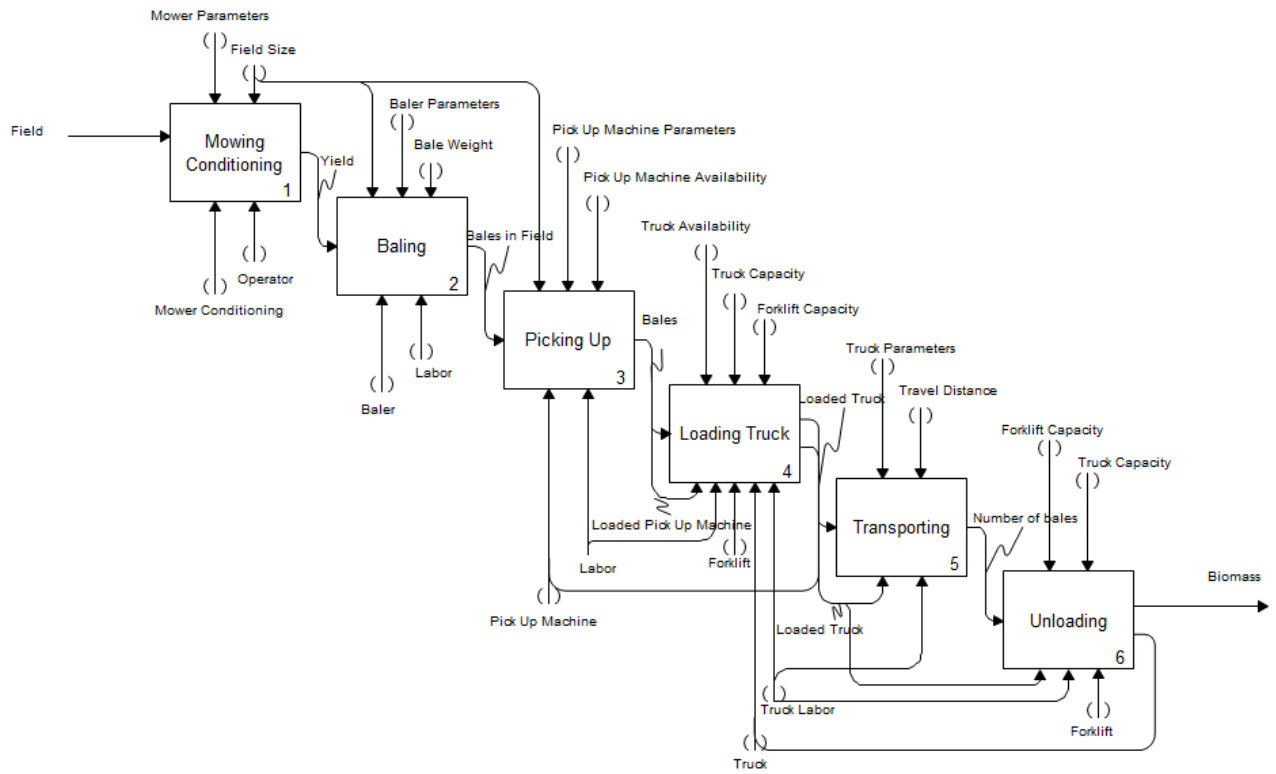 Mower Parameters
( )
Field Size
( )
Field
Mowing
Conditioning
1
Yield
Baler Parameters
( )
Bale Weight
( )
Pick Up Machine Parameters
( )
Pick Up Machine Availability
( )
( )
Operator
( )
Mower Conditioning
Baling
2
Bales in Field
Truck Availability
( )
Truck Capacity
( )
Forklift Capacity
( )
( )
Labor
( )
Baler
Picking Up
3
Bales
Truck Parameters
( )
Travel Distance
( )
Loaded Truck
Loading Truck
4
Forklift Capacity
( )
Truck Capacity
( )
Loaded Pick Up Machine
Labor
( )
Forklift
( )
Pick Up Machine
Transporting
5
Number of bales
Loaded Truck
Biomass
Unloading
6
( )
Truck Labor
( )
Forklift
( )
Truck